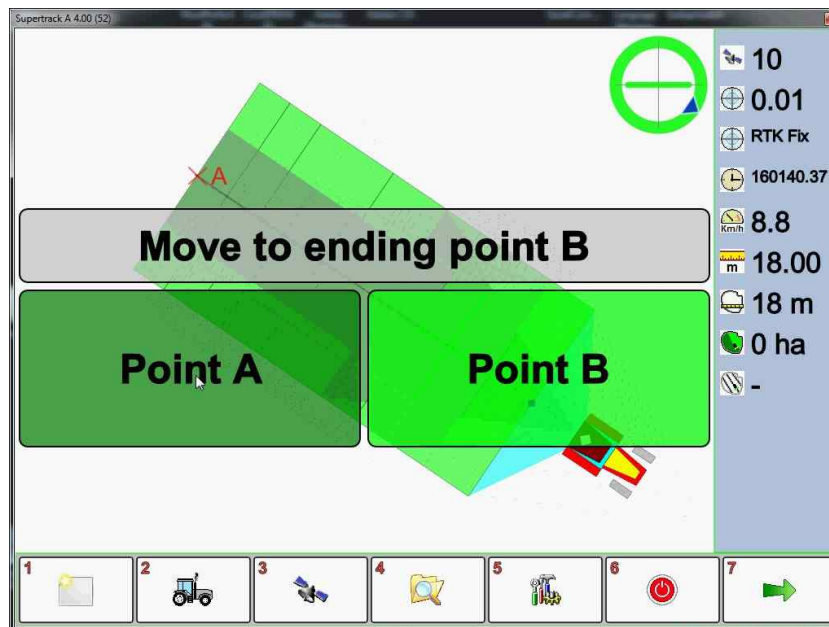 Supertrack A 4.00 (52)
10
0.01
RTK Fix
160140.37
Km/h
8.8
m
18.00
18 m
0 ha
-
A
Move to ending point B
Point A
Point B
1
2
3
4
5
6
7